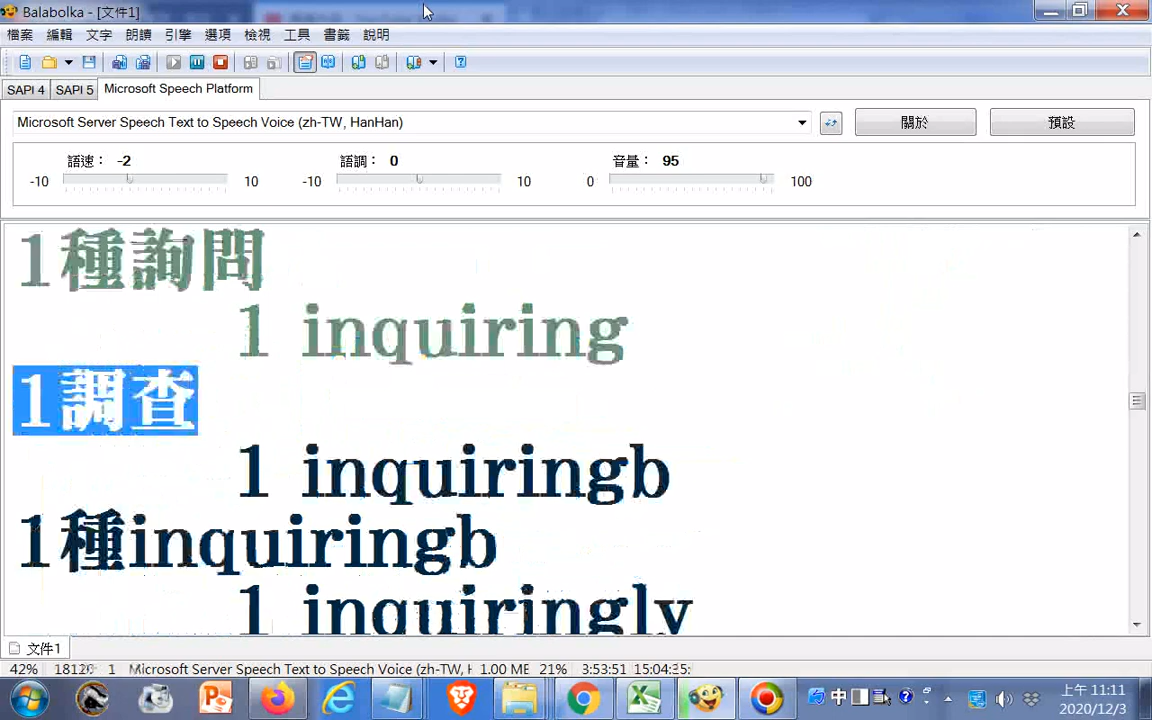 Balabolka - [文件1]
檔案 編輯 文字 朗讀 引擎 選項 檢視 工具 書籤 說明
SAPI 4 SAPI 5 Microsoft Speech Platform
Microsoft Server Speech Text to Speech Voice (zh-TW, HanHan) 關於 預設
語速： -2 語調： 0 音量： 95
-10 10 -10 10 0 100
1種詢問
1 inquiring
1調查
1 inquiringb
1種inquiringb
1 inquiringly
文件1
42% 1 Microsoft Server Speech Text to Speech Voice (zh-TW, 1.00 ME 21% 3:53:51
中 上午 11:11
2020/12/3